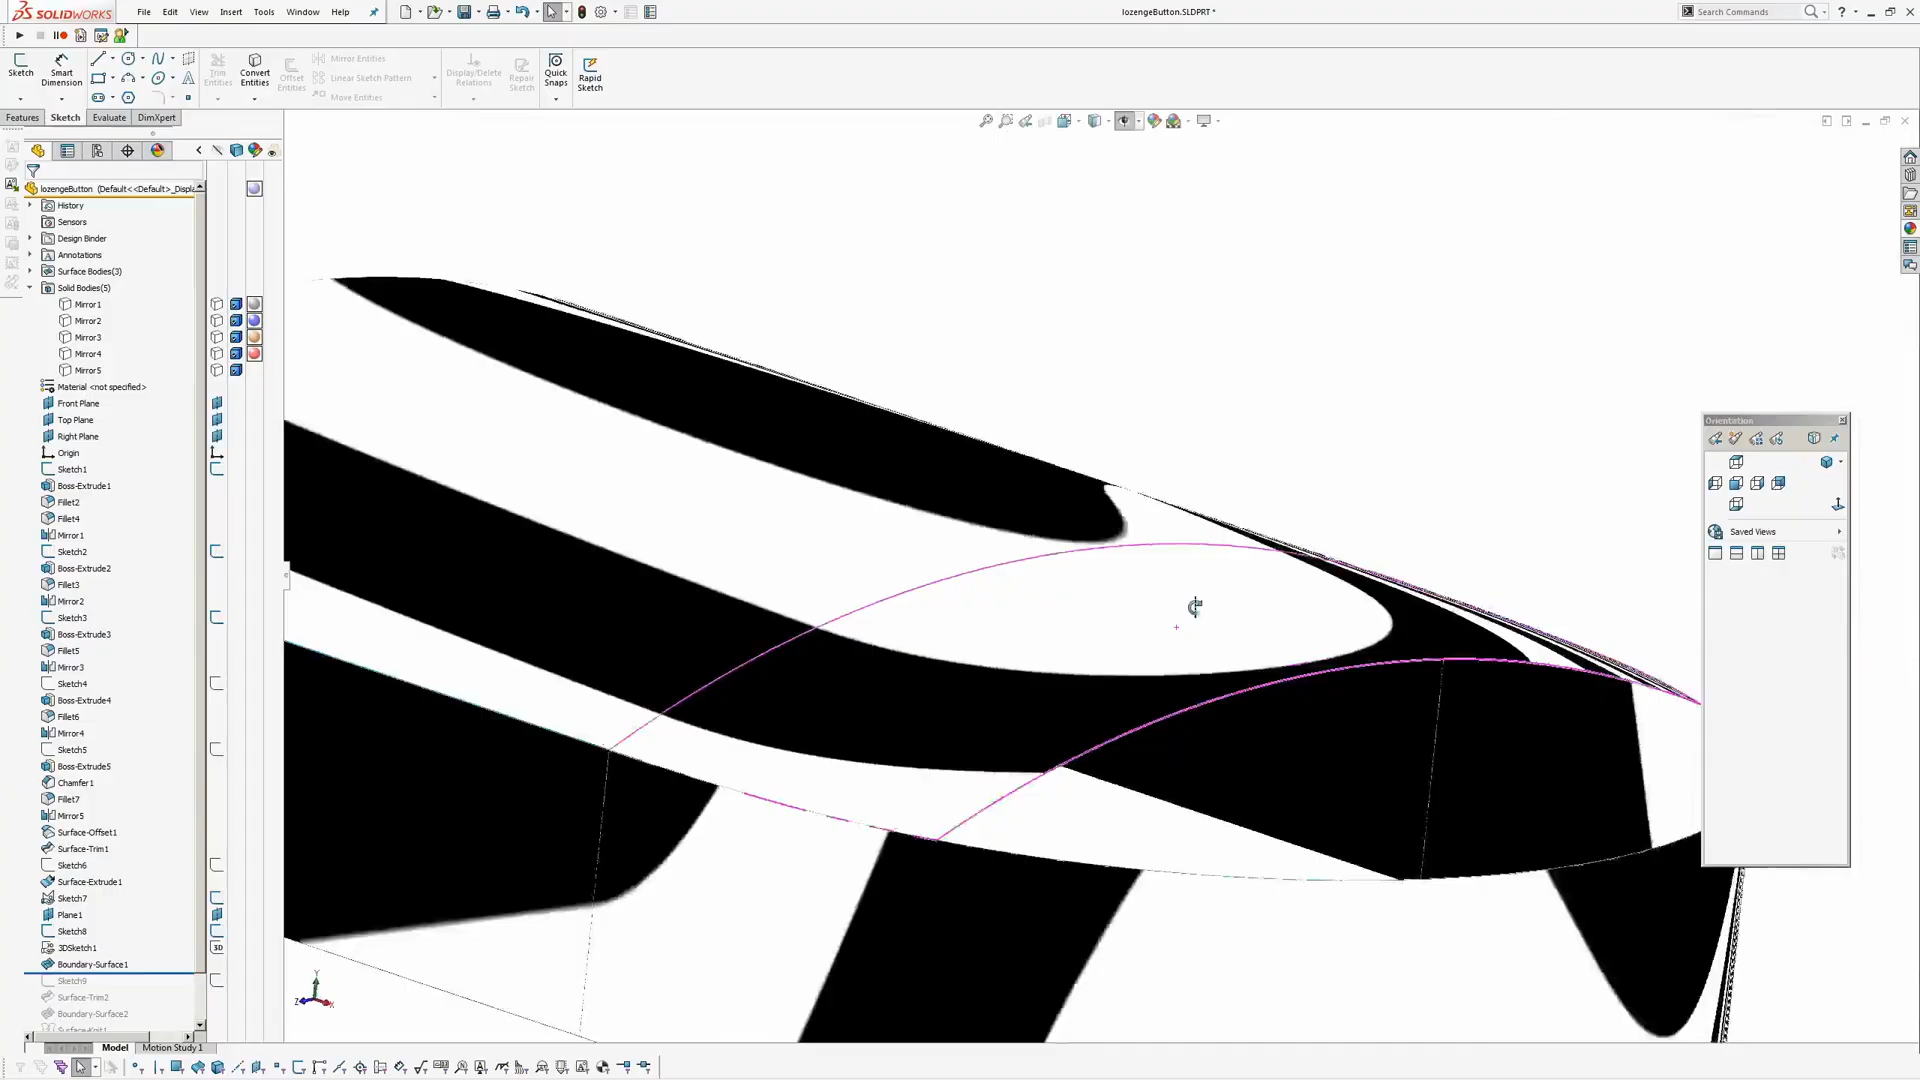 SOLIDWORKS File Edit View Insert Tools Window Help lozengeButton.SLDPRT * Search Commands
Sketch Smart Dimension Trim Entities Convert Entities Offset Entities Mirror Entities Linear Sketch Pattern Move Entities Display/Delete Relations Repair Sketch Quick Snaps Rapid Sketch
Features Sketch Evaluate DimXpert
lozengeButton (Default<<Default>_Displa
History
Sensors
Design Binder
Annotations
Surface Bodies(3)
Solid Bodies(5)
Mirror1
Mirror2
Mirror3
Mirror4
Mirror5
Material <not specified>
Front Plane
Top Plane
Right Plane
Origin
Sketch1
Boss-Extrude1
Fillet2
Fillet4
Mirror1
Sketch2
Boss-Extrude2
Fillet3
Mirror2
Sketch3
Boss-Extrude3
Fillet5
Mirror3
Sketch4
Boss-Extrude4
Fillet6
Mirror4
Sketch5
Boss-Extrude5
Chamfer1
Fillet7
Mirror5
Surface-Offset1
Surface-Trim1
Sketch6
Surface-Extrude1
Sketch7
Plane1
Sketch8
3DSketch1
Boundary-Surface1
Sketch9
Surface-Trim2
Boundary-Surface2
Surface-Knit1
3D
Y
Z X
Orientation
Saved Views
Model Motion Study 1